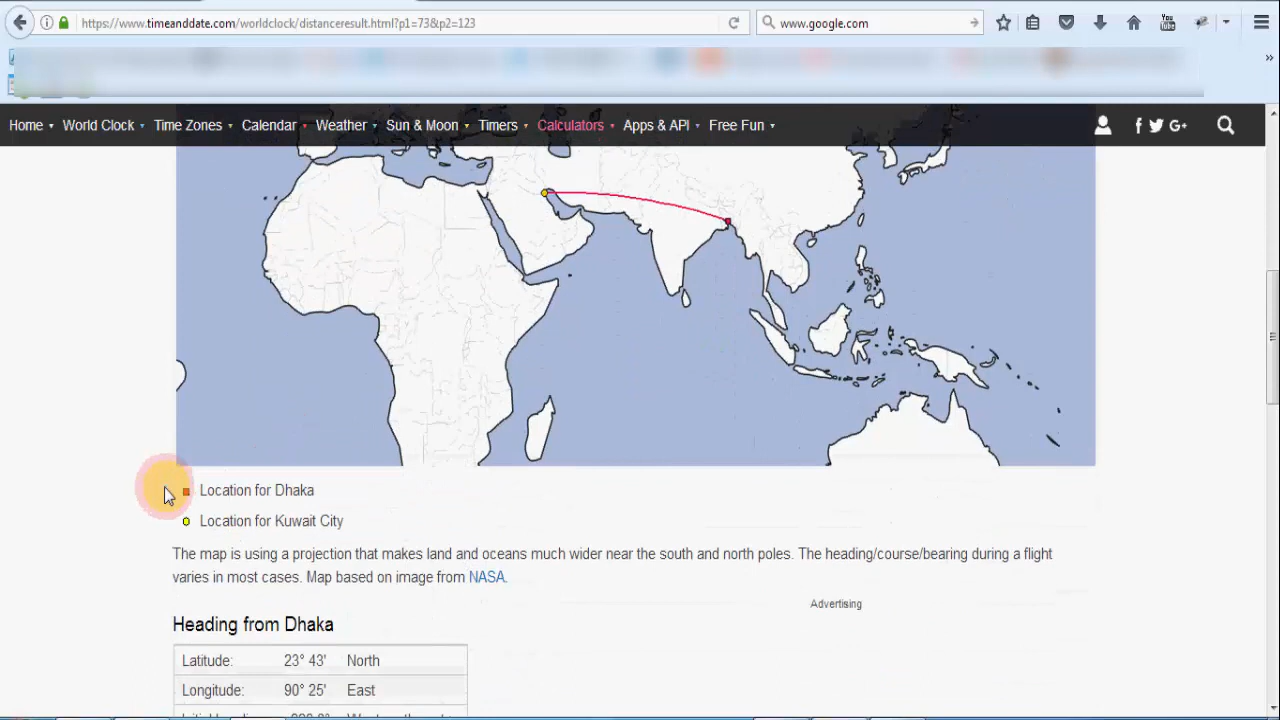 https://www.timeanddate.com/worldclock/distanceresult.html?p1=73&p2=123
www.google.com
You
Home World Clock Time Zones Calendar Weather Sun & Moon Timers Calculators Apps & API Free Fun
Location for Dhaka
Location for Kuwait City
The map is using a projection that makes land and oceans much wider near the south and north poles. The heading/course/bearing during a flight
varies in most cases. Map based on image from NASA.
Advertising
Heading from Dhaka
Latitude: 23° 43' North
Longitude: 90° 25' East